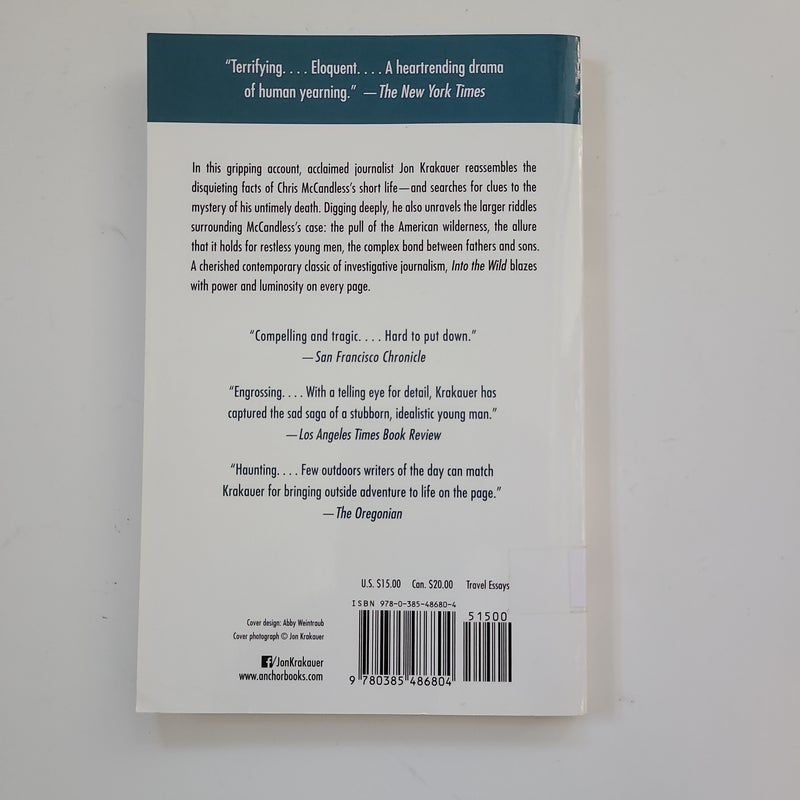 “Terrifying. . . . Eloquent. . . . A heartrending drama
of human yearning.” —The New York Times
In this gripping account, acclaimed journalist Jon Krakauer reassembles the
disquieting facts of Chris McCandless’s short life—and searches for clues to the
mystery of his untimely death. Digging deeply, he also unravels the larger riddles
surrounding McCandless’s case: the pull of the American wilderness, the allure
that it holds for restless young men, the complex bond between fathers and sons.
A cherished contemporary classic of investigative journalism, Into the Wild blazes
with power and luminosity on every page.
“Compelling and tragic. . . . Hard to put down.”
—San Francisco Chronicle
“Engrossing. . . . With a telling eye for detail, Krakauer has
captured the sad saga of a stubborn, idealistic young man.”
—Los Angeles Times Book Review
“Haunting. . . . Few outdoors writers of the day can match
Krakauer for bringing outside adventure to life on the page.”
—The Oregonian
U.S. $15.00 Can. $20.00 Travel Essays
ISBN 978-0-385-48680-4
51500
9 780385 486804
Cover design: Abby Weintraub
Cover photograph © Jon Krakauer
f/JonKrakauer
www.anchorbooks.com